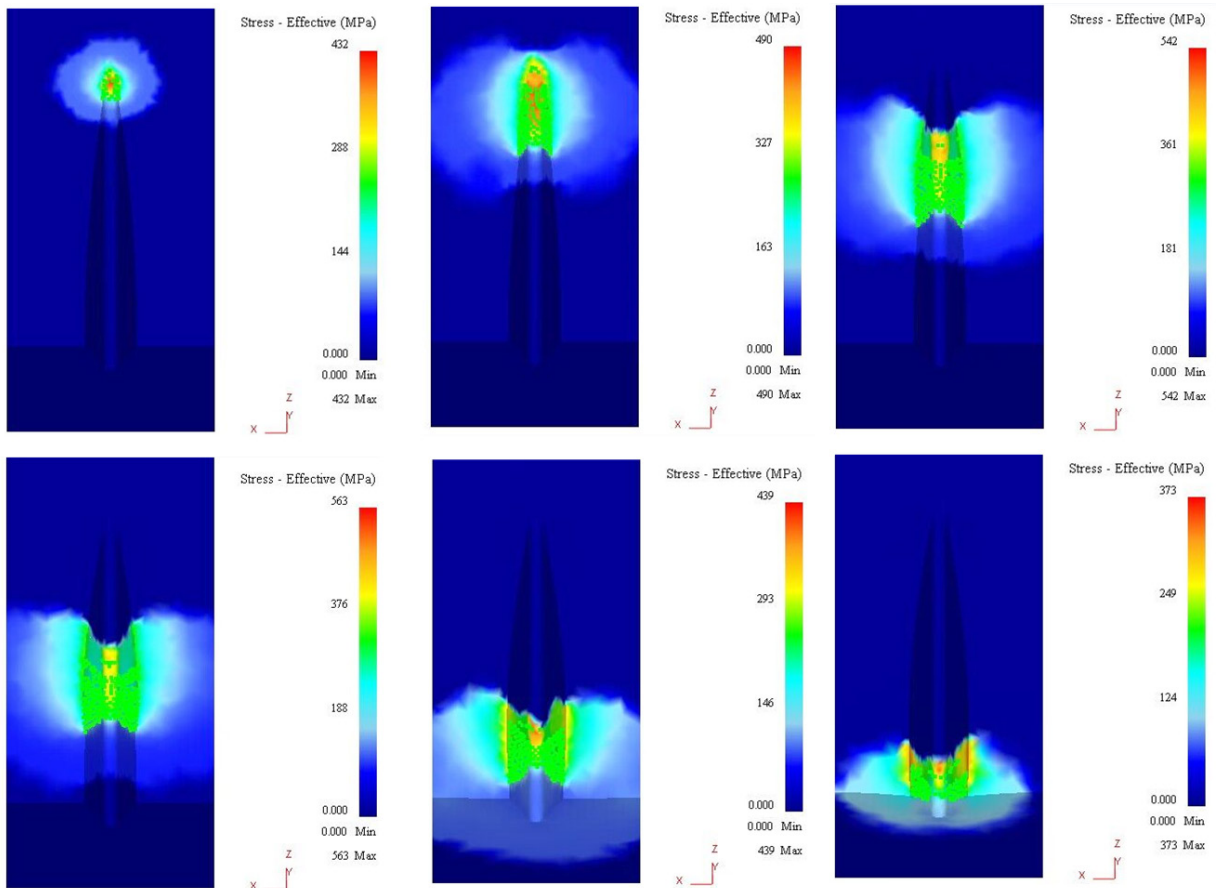 Stress - Effective (MPa)
432
288
144
0.000
0.000 Min
432 Max
Z
Y
X
Stress - Effective (MPa)
490
327
163
0.000
0.000 Min
490 Max
Z
Y
X
Stress - Effective (MPa)
542
361
181
0.000
0.000 Min
542 Max
Z
Y
X
Stress - Effective (MPa)
563
376
188
0.000
0.000 Min
563 Max
Z
Y
X
Stress - Effective (MPa)
439
293
146
0.000
0.000 Min
439 Max
Z
Y
X
Stress - Effective (MPa)
373
249
124
0.000
0.000 Min
373 Max
Z
Y
X